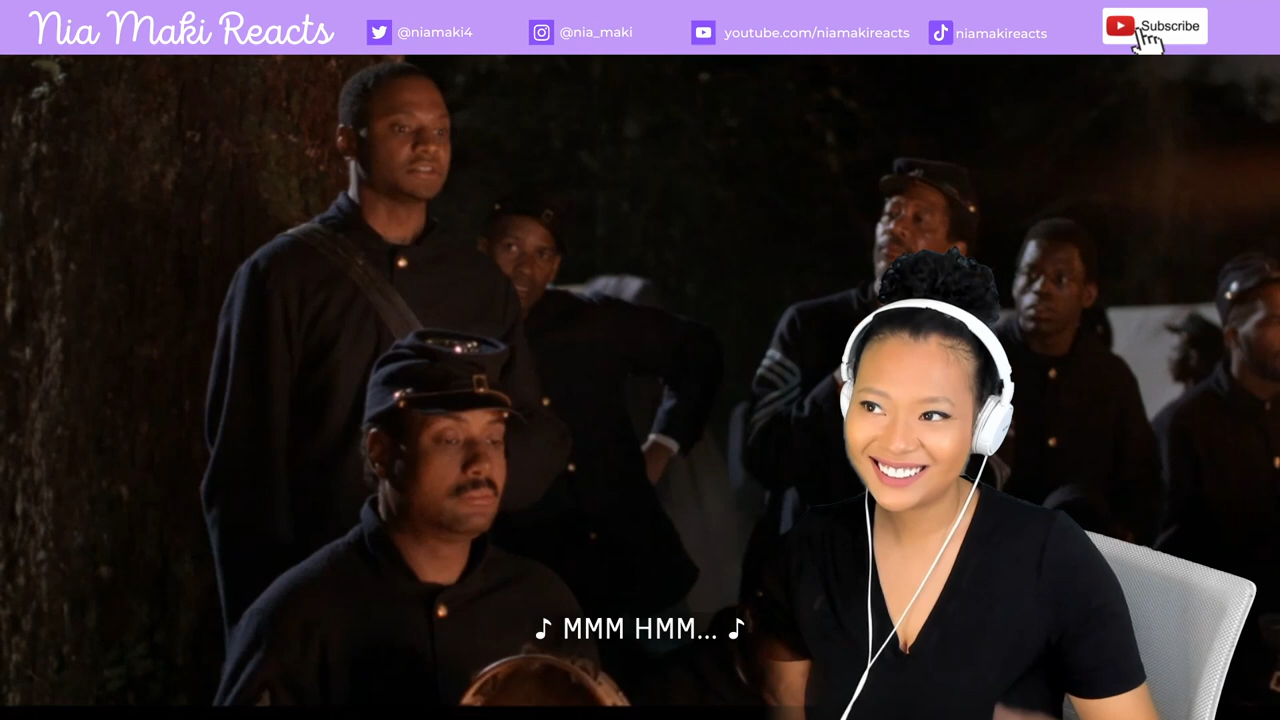 Nia Maki Reacts
@niamaki4
@nia_maki
youtube.com/niamakireacts
niamakireacts
Subscribe
♪ MMM HMM... ♪